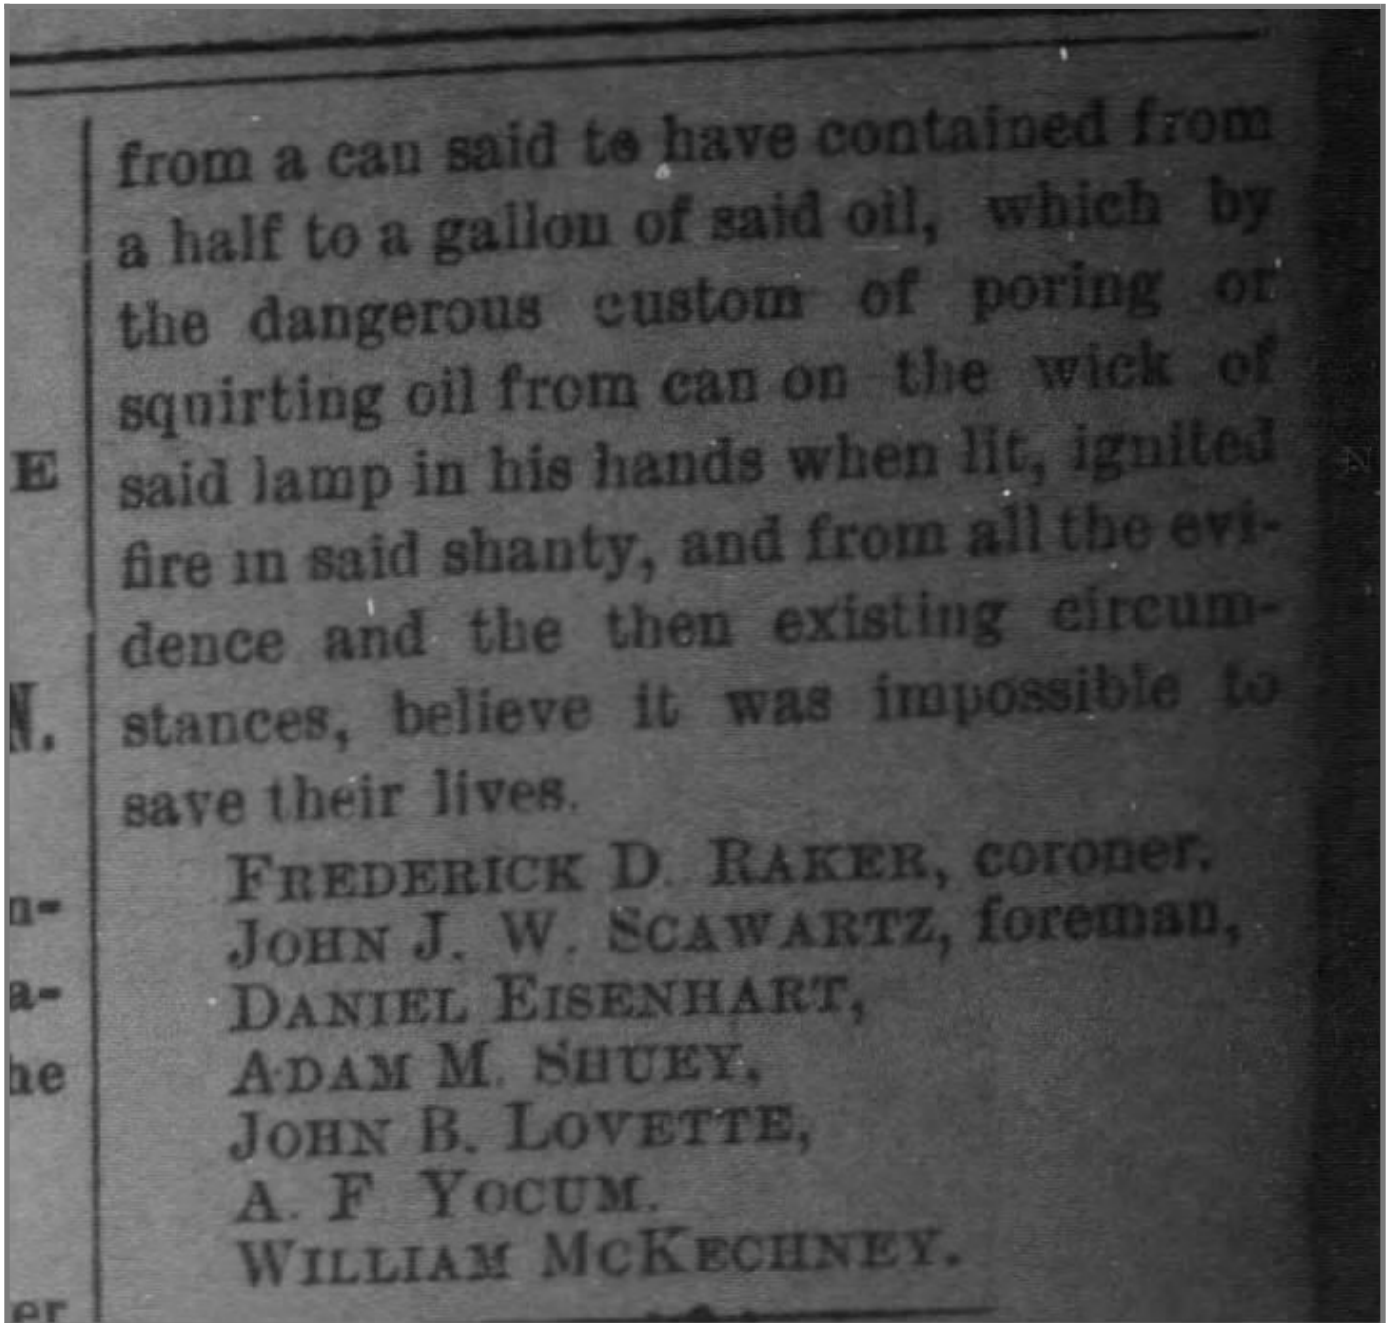 from a can said to have contained from
a half to a gallon of said oil, which by
the dangerous custom of poring or
squirting oil from can on the wick of
said lamp in his hands when lit, ignited
fire in said shanty, and from all the evi-
dence and the then existing circum-
stances, believe it was impossible to
save their lives.
FREDERICK D. RAKER, coroner.
JOHN J. W. SCAWARTZ, foreman,
DANIEL EISENHART,
ADAM M. SHUEY,
JOHN B. LOVETTE,
A. F YOCUM.
WILLIAM MCKECHNEY.
E
N.
n-
a-
he
er